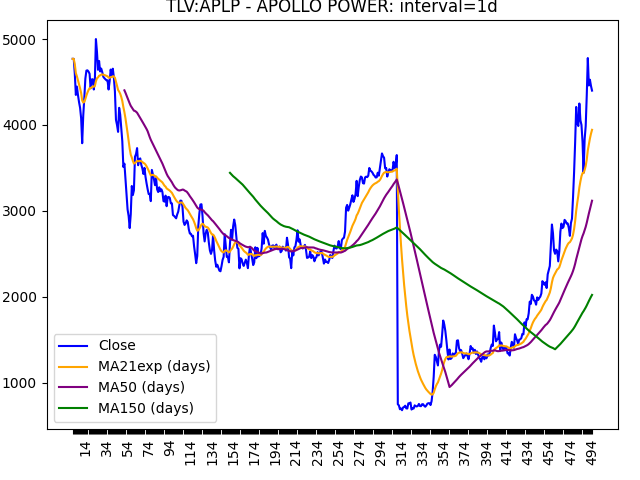 TLV:APLP - APOLLO POWER: interval=1d
5000
4000
3000
2000
1000
Close
MA21exp (days)
MA50 (days)
MA150 (days)
14 34 54 74 94 114 134 154 174 194 214 234 254 274 294 314 334 354 374 394 414 434 454 474 494